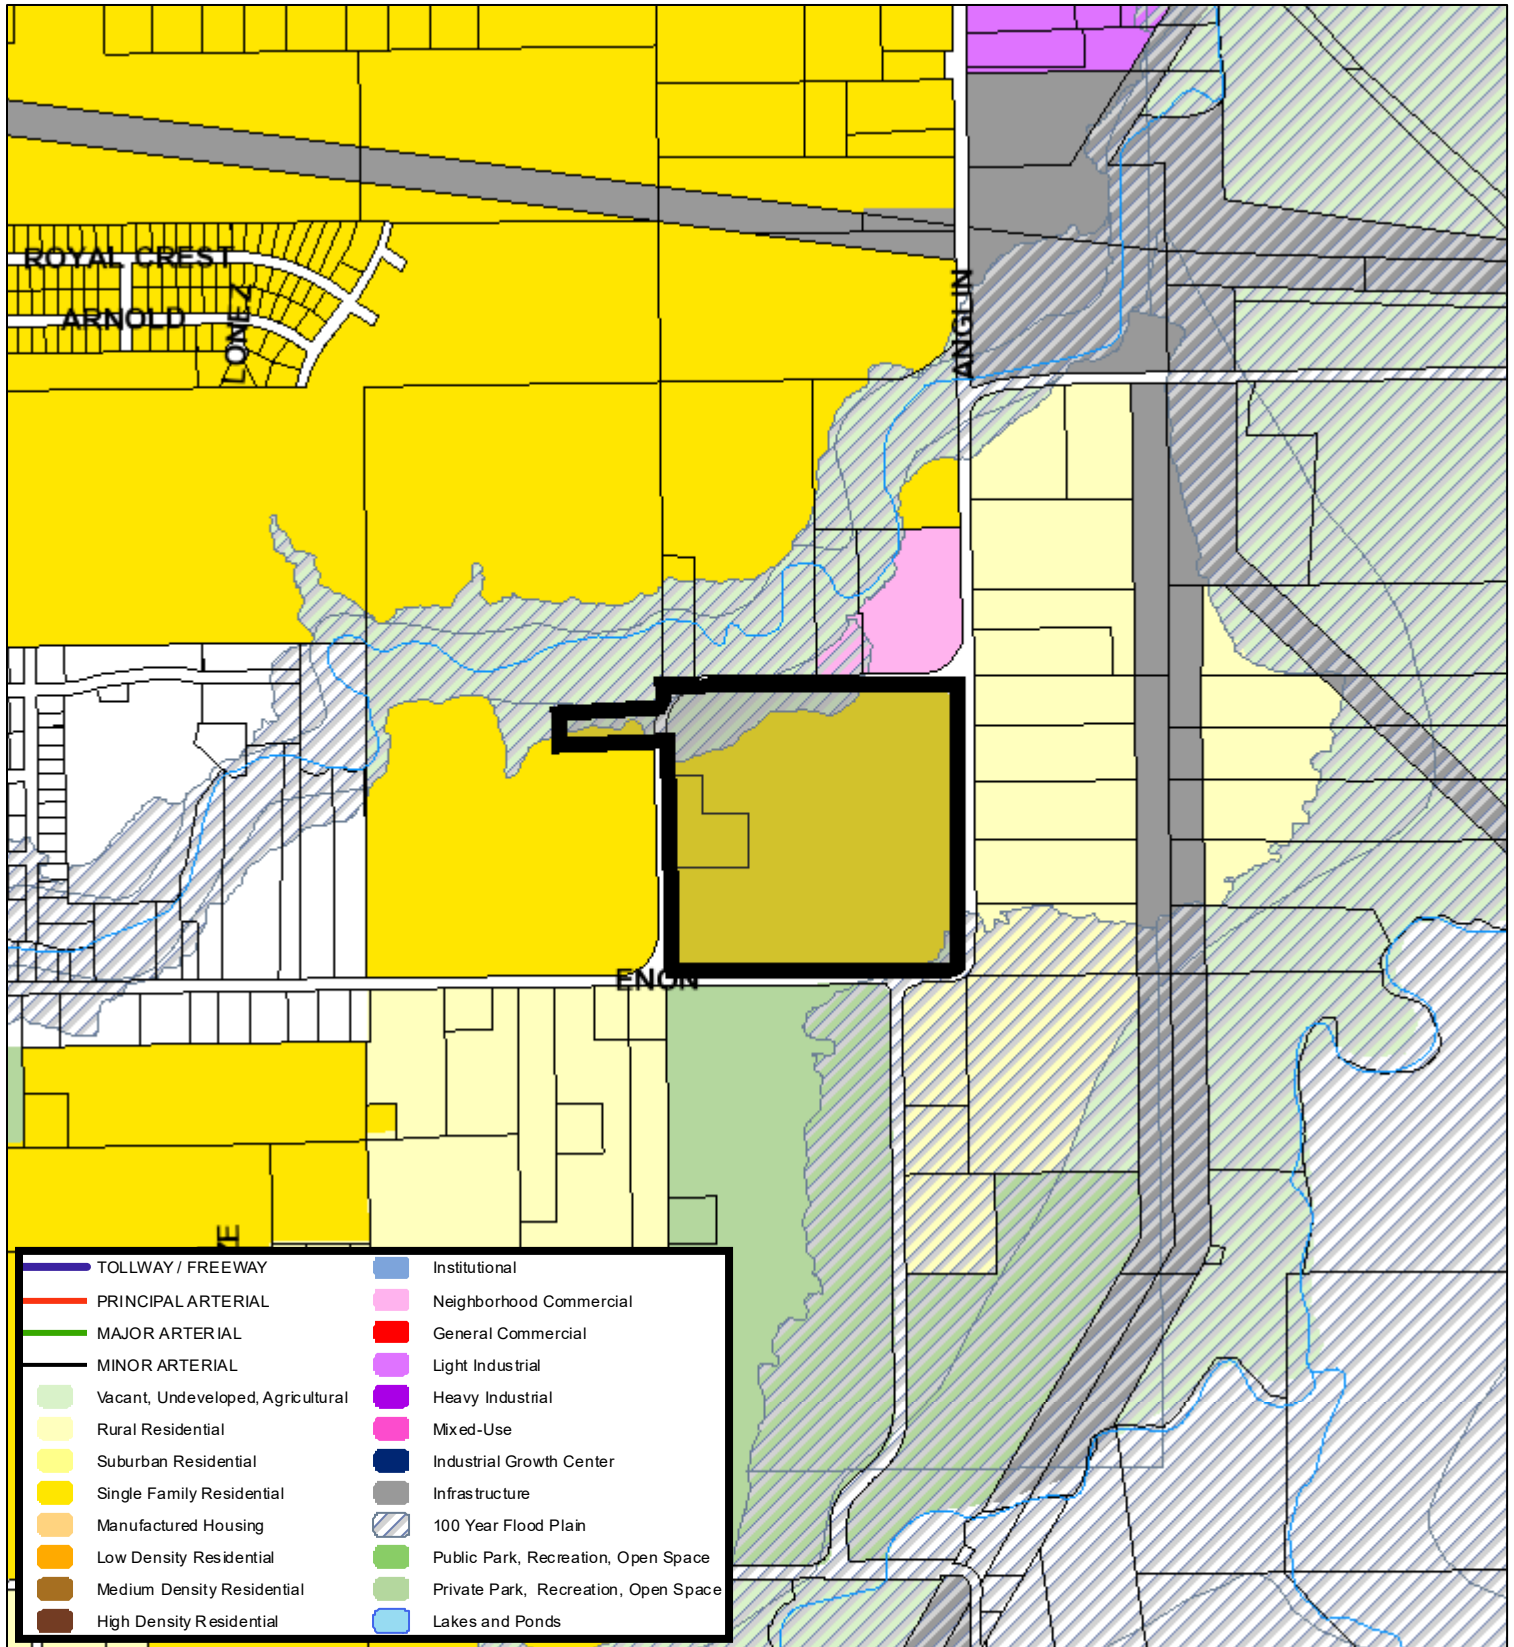 ROYAL CREST
ARNOLD
LONEZ
ANGLIN
ENON
TOLLWAY / FREEWAY
PRINCIPAL ARTERIAL
MAJOR ARTERIAL
MINOR ARTERIAL
Vacant, Undeveloped, Agricultural
Rural Residential
Suburban Residential
Single Family Residential
Manufactured Housing
Low Density Residential
Medium Density Residential
High Density Residential
Institutional
Neighborhood Commercial
General Commercial
Light Industrial
Heavy Industrial
Mixed-Use
Industrial Growth Center
Infrastructure
100 Year Flood Plain
Public Park, Recreation, Open Space
Private Park, Recreation, Open Space
Lakes and Ponds